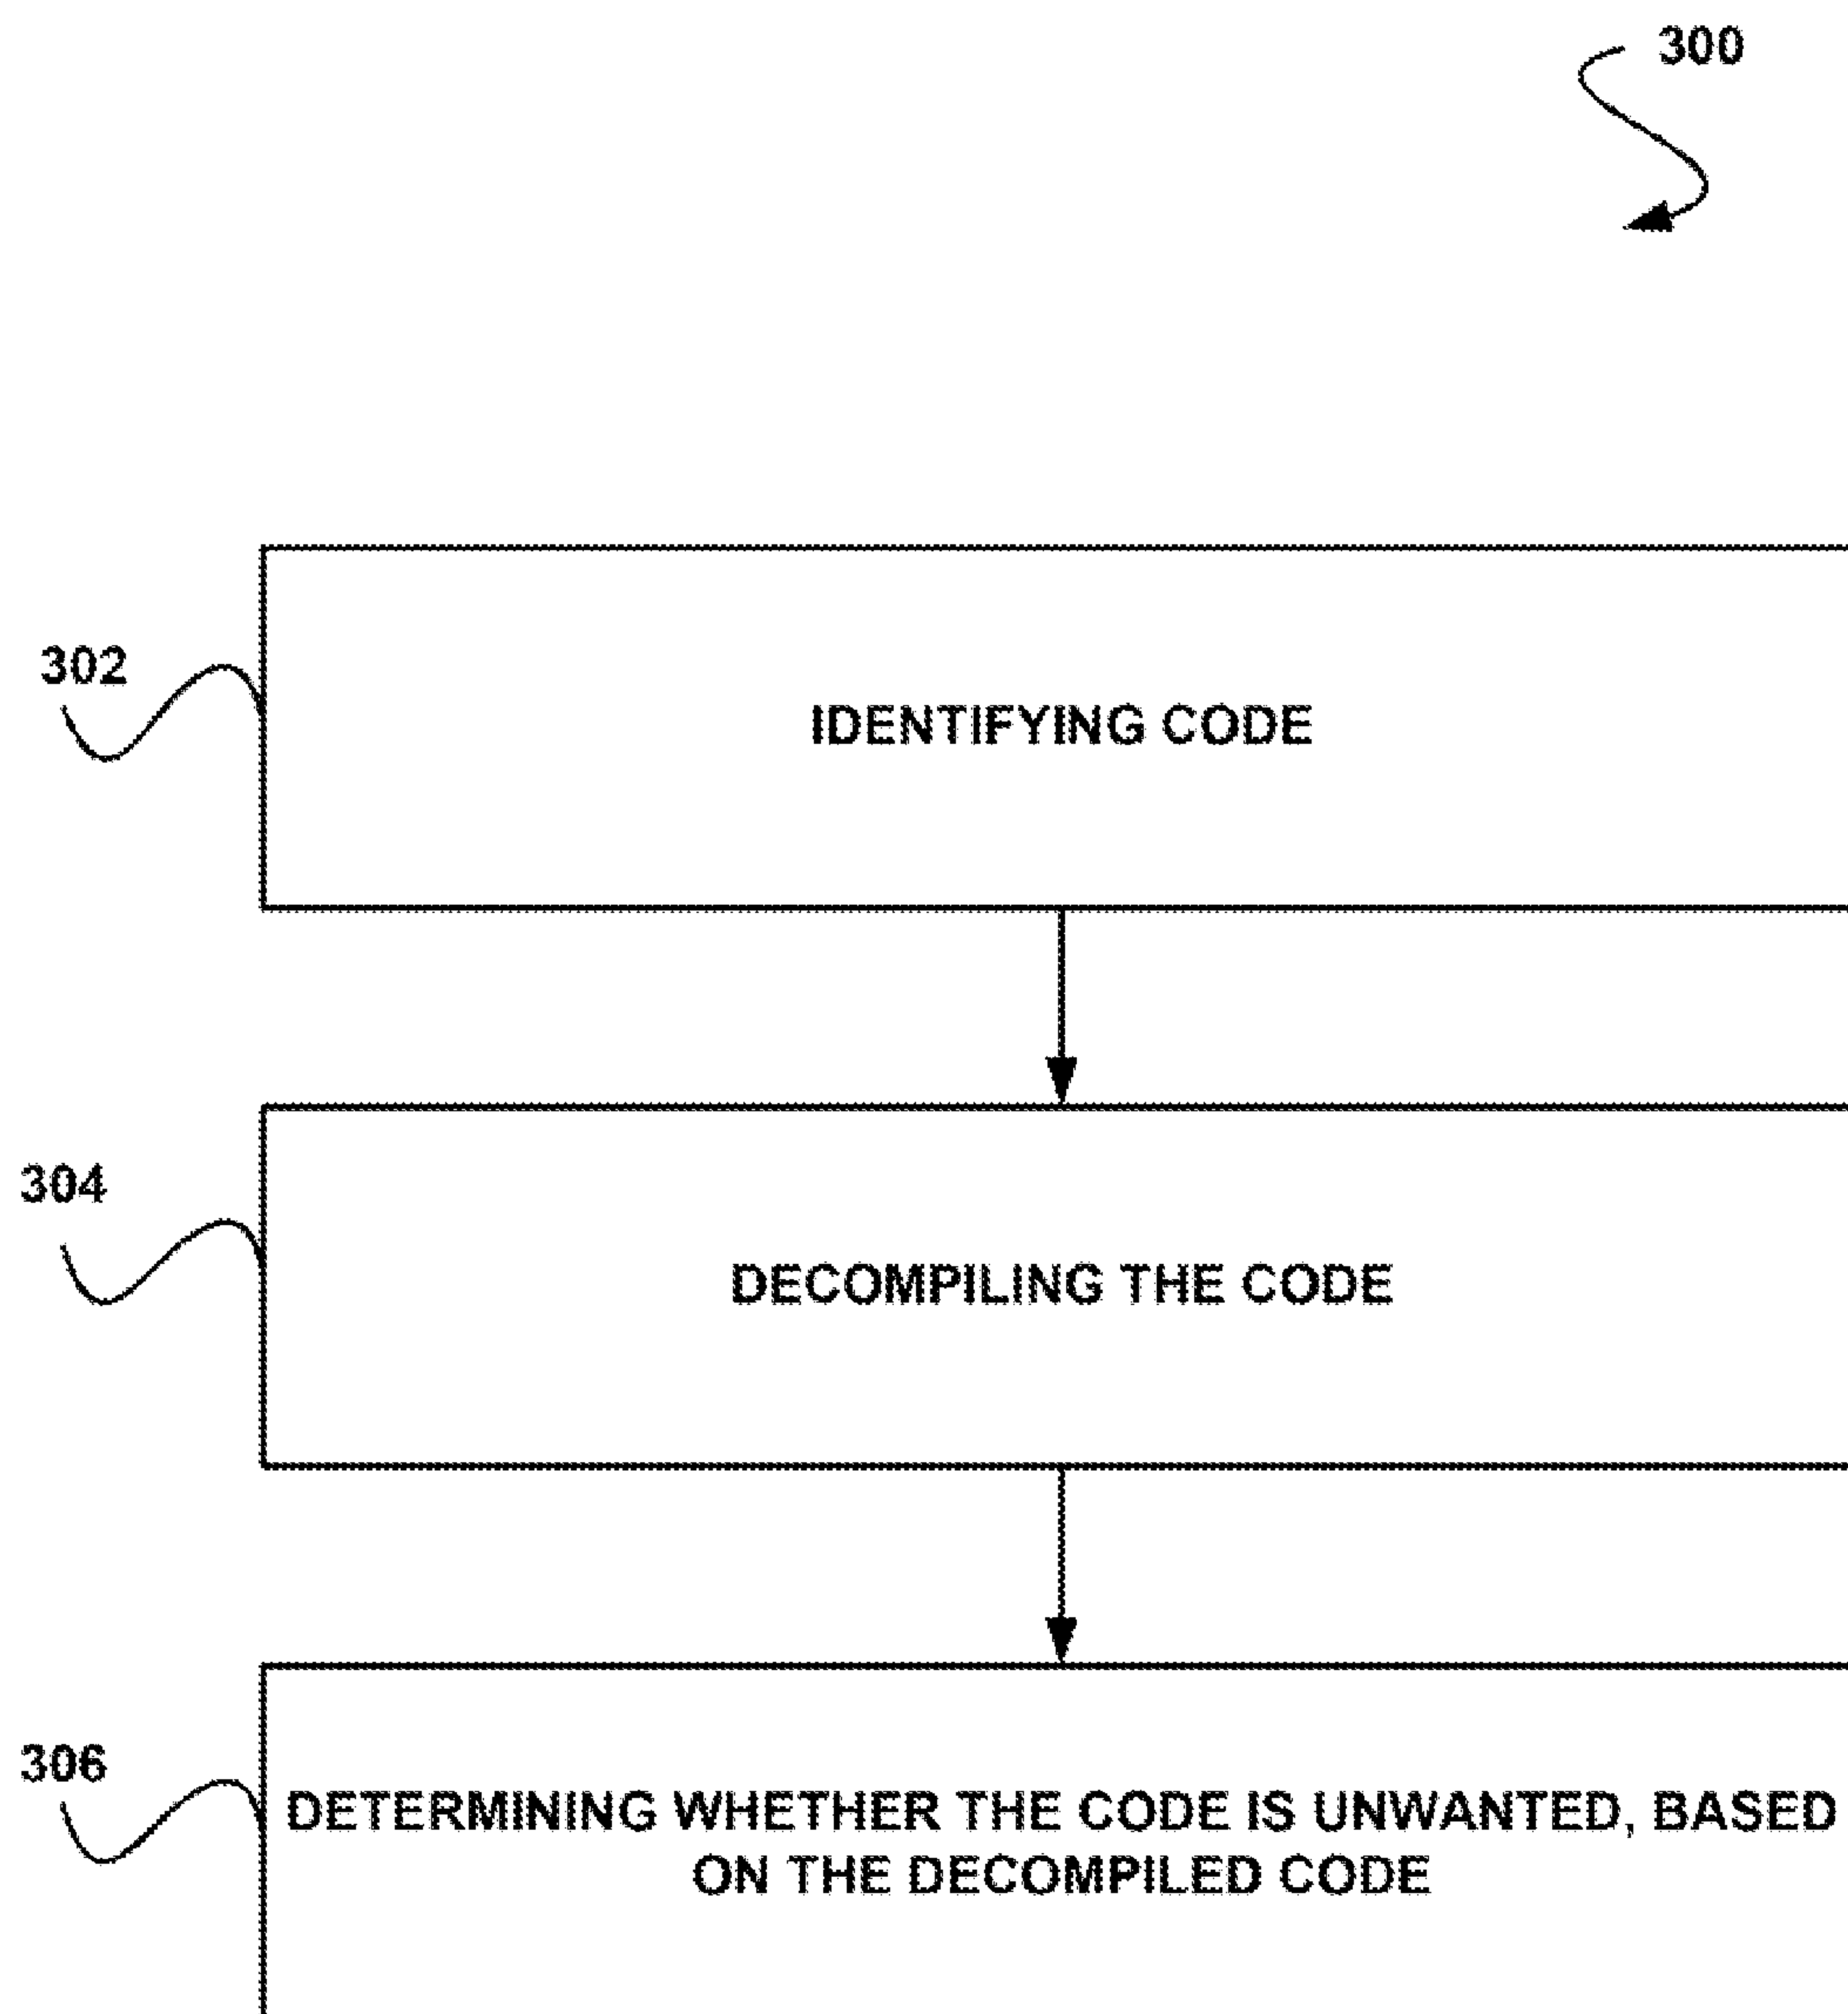 300
302
IDENTIFYING CODE
304
DECOMPILING THE CODE
306
DETERMINING WHETHER THE CODE IS UNWANTED, BASED
ON THE DECOMPILED CODE